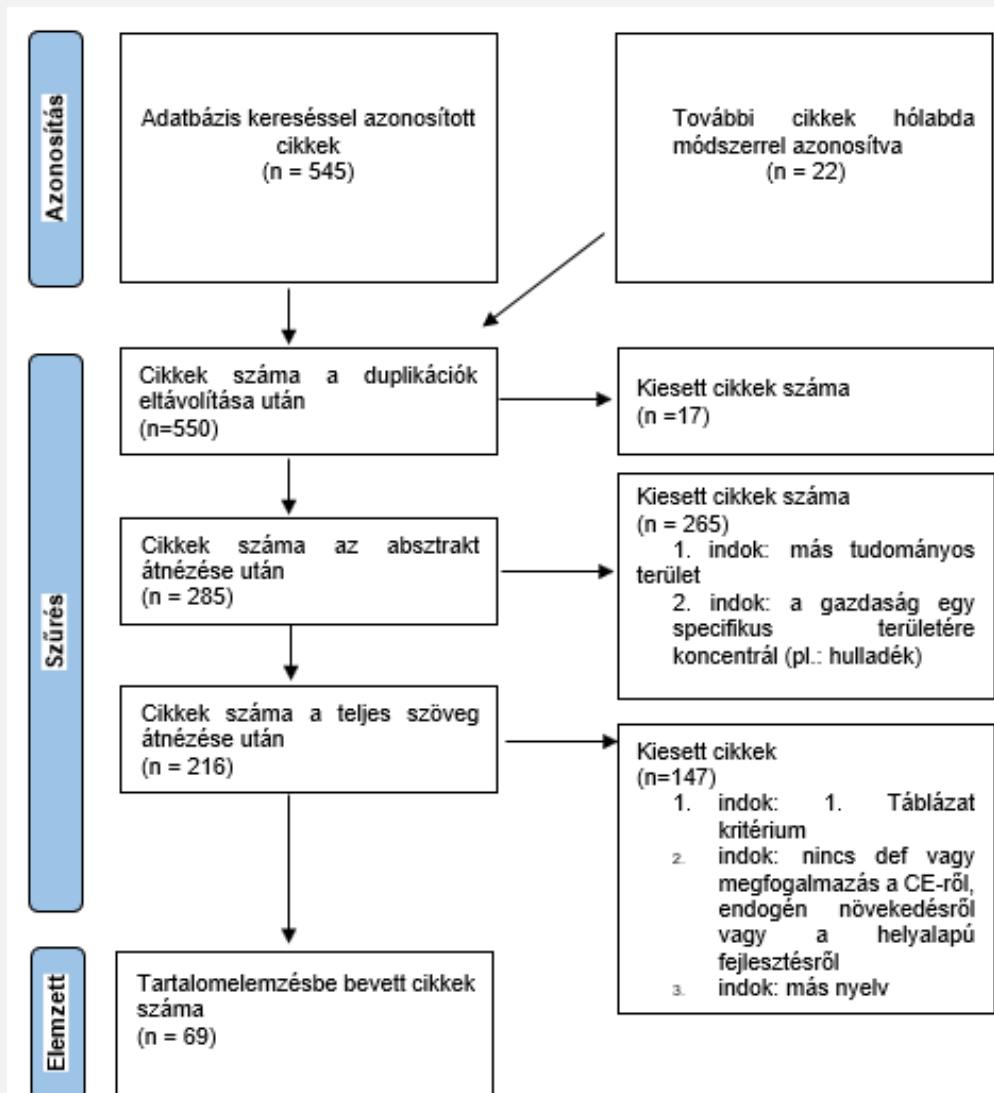 Azonosítás
Adatbázis kereséssel azonosított
cikkek
(n = 545)
További cikkek hólabda
módszerrel azonosítva
(n = 22)
Szűrés
Cikkek száma a duplikációk
eltávolítása után
(n=550)
Kiesett cikkek száma
(n =17)
Cikkek száma az absztrakt
átnézése után
(n = 285)
Kiesett cikkek száma
(n = 265)
1. indok: más tudományos
terület
2. indok: a gazdaság egy
specifikus területére
koncentrál (pl.: hulladék)
Cikkek száma a teljes szöveg
átnézése után
(n = 216)
Kiesett cikkek
(n=147)
1. indok: 1. Táblázat
kritérium
2. indok: nincs def vagy
megfogalmazás a CE-ről,
endogén növekedésről
vagy a helyalapú
fejlesztésről
3. indok: más nyelv
Elemzett
Tartalomelemzésbe bevett cikkek
száma
(n = 69)